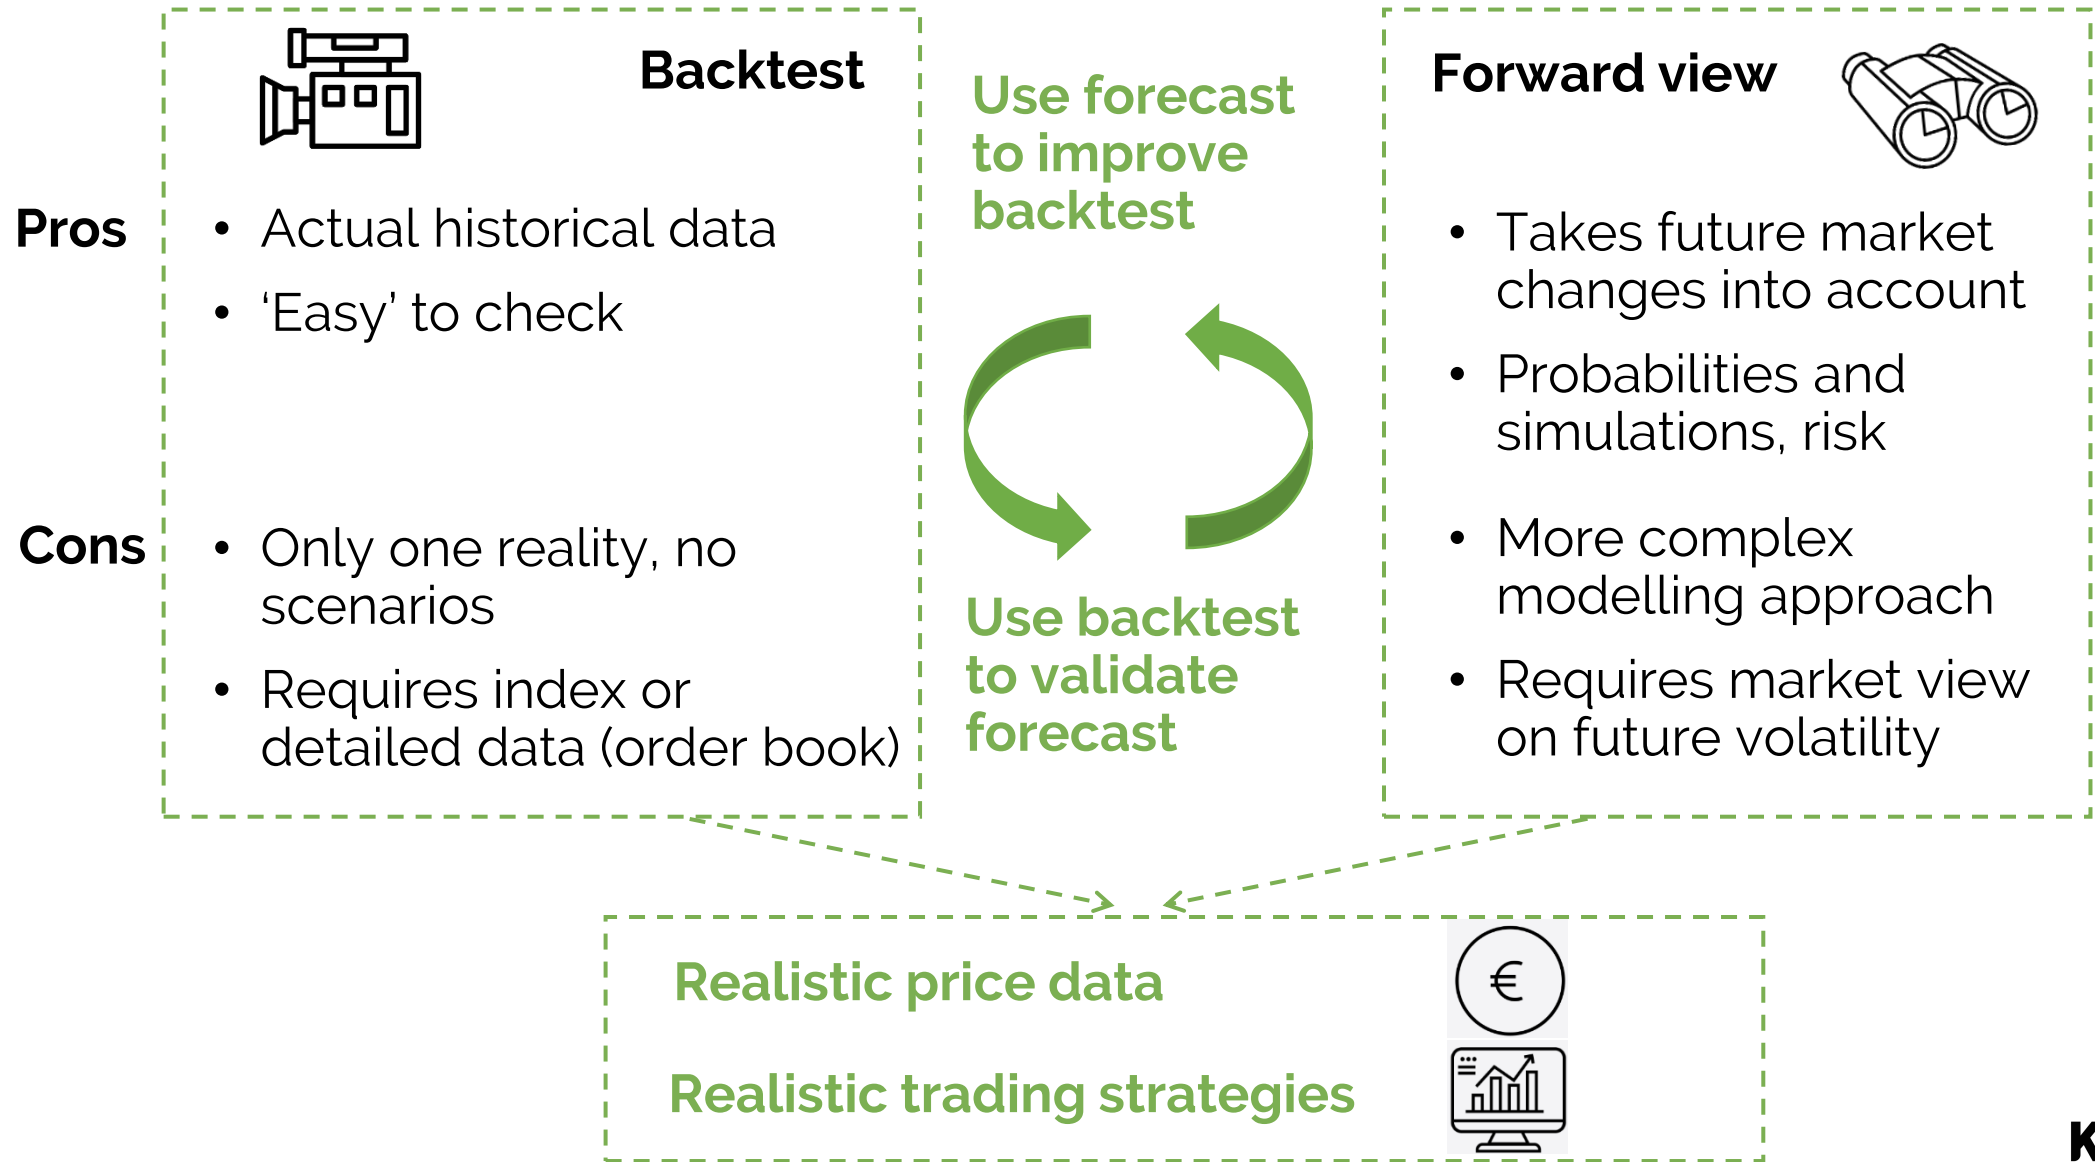 Backtest
Pros
• Actual historical data
• ‘Easy’ to check
Cons
• Only one reality, no
scenarios
• Requires index or
detailed data (order book)
Use forecast
to improve
backtest
Use backtest
to validate
forecast
Forward view
• Takes future market
changes into account
• Probabilities and
simulations, risk
• More complex
modelling approach
• Requires market view
on future volatility
Realistic price data
€
Realistic trading strategies
K